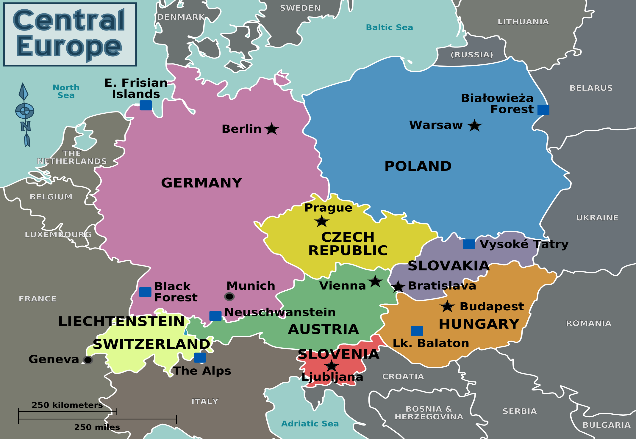 Central
Europe
DENMARK
SWEDEN
LITHUANIA
Baltic Sea
(RUSSIA)
North
Sea
E. Frisian
Islands
BELARUS
Białowieża
Forest
Berlin
Warsaw
THE
NETHERLANDS
POLAND
GERMANY
BELGIUM
Prague
UKRAINE
LUXEMBOURG
CZECH
REPUBLIC
Vysoké Tatry
SLOVAKIA
Black
Forest
Munich
Vienna
Bratislava
FRANCE
Neuschwanstein
Budapest
LIECHTENSTEIN
AUSTRIA
HUNGARY
ROMANIA
SWITZERLAND
Lk. Balaton
Geneva
SLOVENIA
The Alps
Ljubljana
CROATIA
ITALY
250 kilometers
250 miles
BOSNIA &
HERZEGOVINA
SERBIA
Adriatic Sea
BULGARIA
N